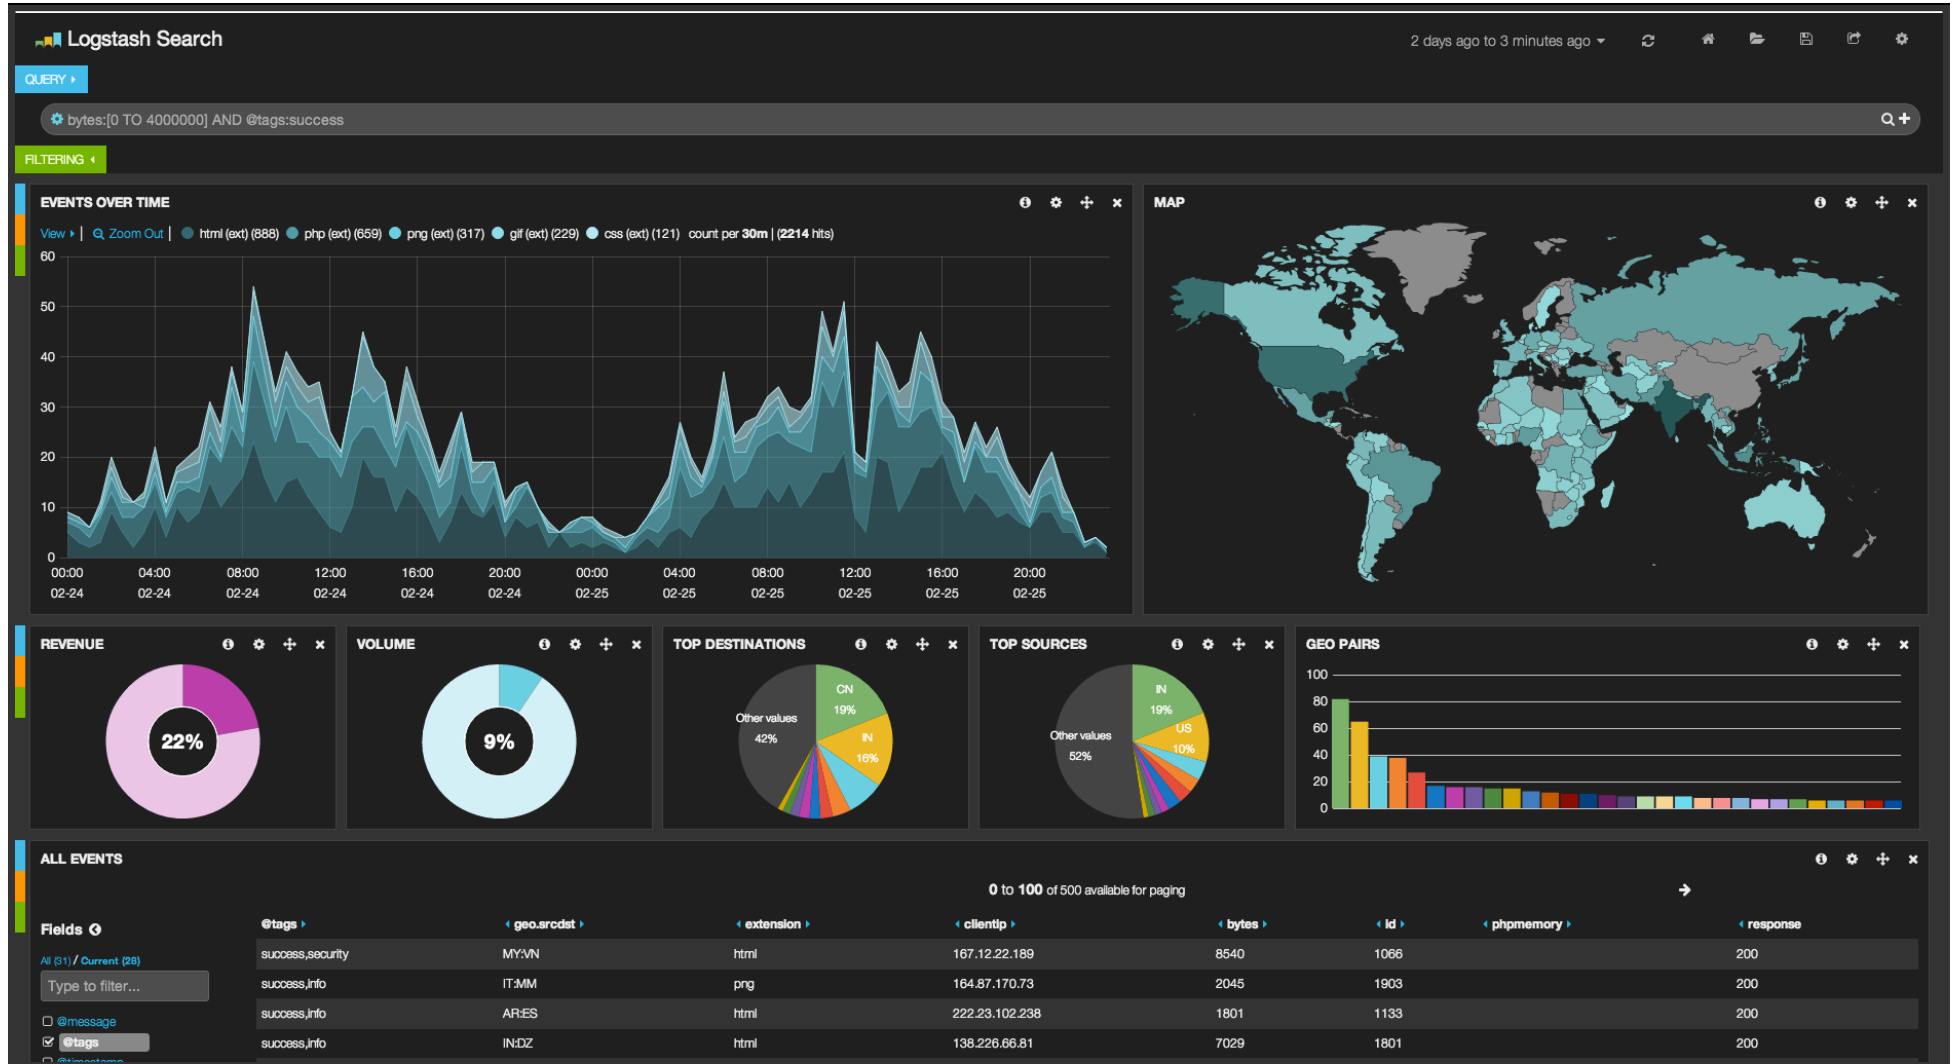 Logstash Search
2 days ago to 3 minutes ago
QUERY
bytes:[0 TO 4000000] AND @tags:success
FILTERING
EVENTS OVER TIME
View | Zoom Out | html (ext) (888) php (ext) (659) png (ext) (317) gif (ext) (229) css (ext) (121) count per 30m | (2214 hits)
60
50
40
30
20
10
0
00:00 04:00 08:00 12:00 16:00 20:00 00:00 04:00 08:00 12:00 16:00 20:00
02-24 02-24 02-24 02-24 02-24 02-24 02-25 02-25 02-25 02-25 02-25 02-25
MAP
REVENUE
22%
VOLUME
9%
TOP DESTINATIONS
CN
19%
Other values
42%
IN
16%
TOP SOURCES
IN
19%
US
10%
Other values
52%
GEO PAIRS
100
80
60
40
20
0
ALL EVENTS
0 to 100 of 500 available for paging
Fields
All (31) / Current (28)
Type to filter...
@message
@tags
@timestamp
@tags geo.srcdst extension clientip bytes id phpmemory response
success,security MY:VN html 167.12.22.189 8540 1066 200
success,info IT:MM png 164.87.170.73 2045 1903 200
success,info AR:ES html 222.23.102.238 1801 1133 200
success,info IN:DZ html 138.226.66.81 7029 1801 200